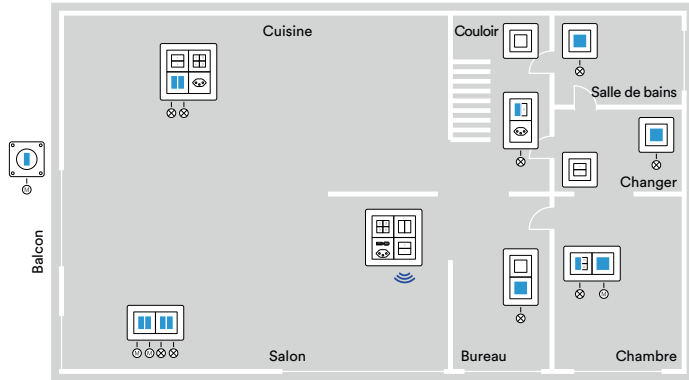 Cuisine
Couloir
Salle de bains
Changer
M
Balcon
M
M M
Salon
Bureau
Chambre